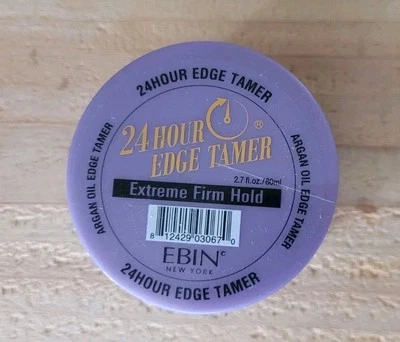 24HOUR EDGE TAMER
ARGAN OIL EDGE TAMER
ARGAN OIL EDGE TAMER
24 HOUR
EDGE TAMER®
2.7 fl.oz./80ml
Extreme Firm Hold
8 12429 03067 0
EBIN
NEW YORK
24HOUR EDGE TAMER